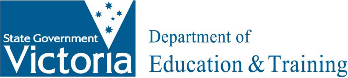 State Government
Victoria
Department of
Education & Training